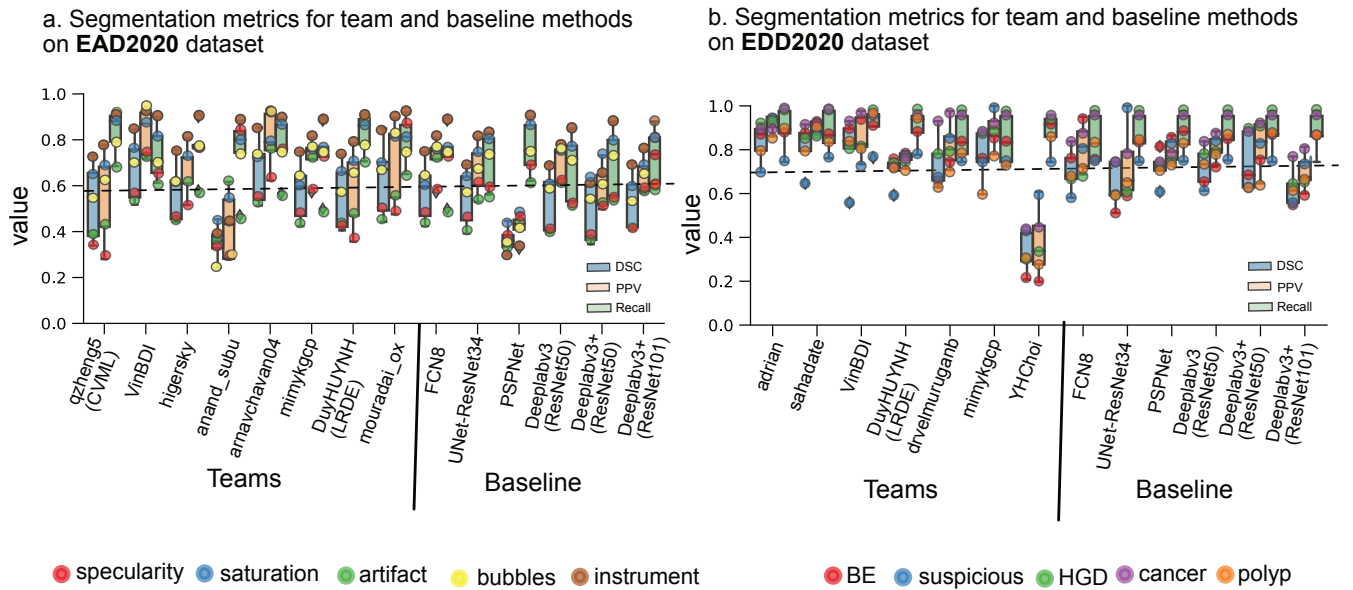 a. Segmentation metrics for team and baseline methods
on EAD2020 dataset
1.0
0.8
0.6
0.4
0.2
0.0
value
DSC
PPV
Recall
qzheng5
(CVML)
VinBDI
higersky
anand_subu
arnavchavan04
mimykgcp
DuyHUYNH
(LRDE)
mouradai_ox
FCN8
UNet-ResNet34
PSPNet
Deeplabv3
(ResNet50)
Deeplabv3+
(ResNet50)
Deeplabv3+
(ResNet101)
Teams
Baseline
specularity
saturation
artifact
bubbles
instrument
b. Segmentation metrics for team and baseline methods
on EDD2020 dataset
1.0
0.8
0.6
0.4
0.2
0.0
value
DSC
PPV
Recall
adrian
sahadate
VinBDI
DuyHUYNH
(LRDE)
drvelmuruganb
mimykgcp
YHChoi
FCN8
UNet-ResNet34
PSPNet
Deeplabv3
(ResNet50)
Deeplabv3+
(ResNet50)
Deeplabv3+
(ResNet101)
Teams
Baseline
BE
suspicious
HGD
cancer
polyp